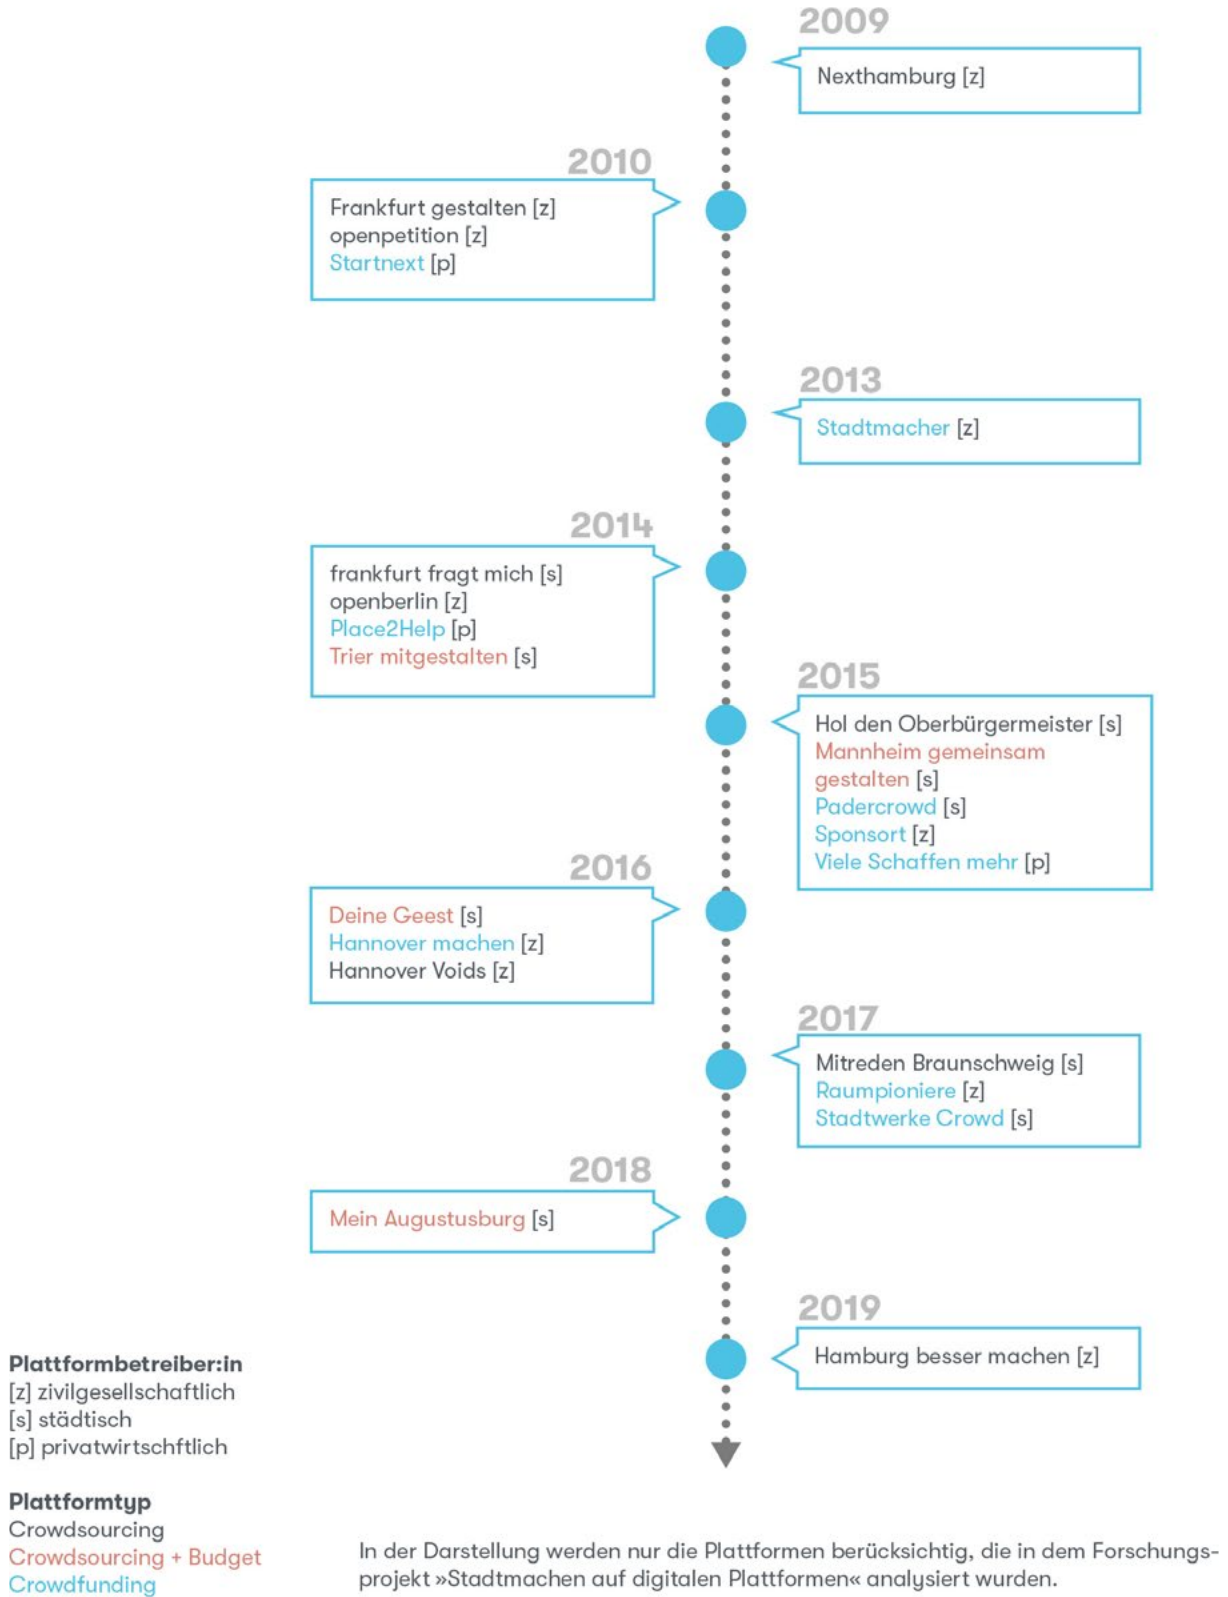 2009
Nexthamburg [z]
2010
Frankfurt gestalten [z]
openpetition [z]
Startnext [p]
2013
Stadtmacher [z]
2014
frankfurt fragt mich [s]
openberlin [z]
Place2Help [p]
Trier mitgestalten [s]
2015
Hol den Oberbürgermeister [s]
Mannheim gemeinsam
gestalten [s]
Padercrowd [s]
Sponsort [z]
Viele Schaffen mehr [p]
2016
Deine Geest [s]
Hannover machen [z]
Hannover Voids [z]
2017
Mitreden Braunschweig [s]
Raumpioniere [z]
Stadtwerke Crowd [s]
2018
Mein Augustusburg [s]
2019
Hamburg besser machen [z]
Plattformbetreiber:in
[z] zivilgesellschaftlich
[s] städtisch
[p] privatwirtschftlich
Plattformtyp
Crowdsourcing
Crowdsourcing + Budget
Crowdfunding
In der Darstellung werden nur die Plattformen berücksichtig, die in dem Forschungs-
projekt »Stadtmachen auf digitalen Plattformen« analysiert wurden.